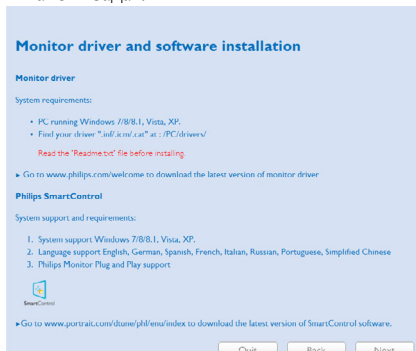 Monitor driver and software installation
Monitor driver
System requirements:
• PC running Windows 7/8/8.1, Vista, XP.
• Find your driver ".inf/.icm/.cat" at : /PC/drivers/
Read the "Readme.txt" file before installing.
▸ Go to www.philips.com/welcome to download the latest version of monitor driver
Philips SmartControl
System support and requirements:
1. System support Windows 7/8/8.1, Vista, XP.
2. Language support English, German, Spanish, French, Italian, Russian, Portuguese, Simplified Chinese
3. Philips Monitor Plug and Play support
SmartControl
▸Go to www.portrait.com/dtune/phl/enu/index to download the latest version of SmartControl software.
Quit Back Next